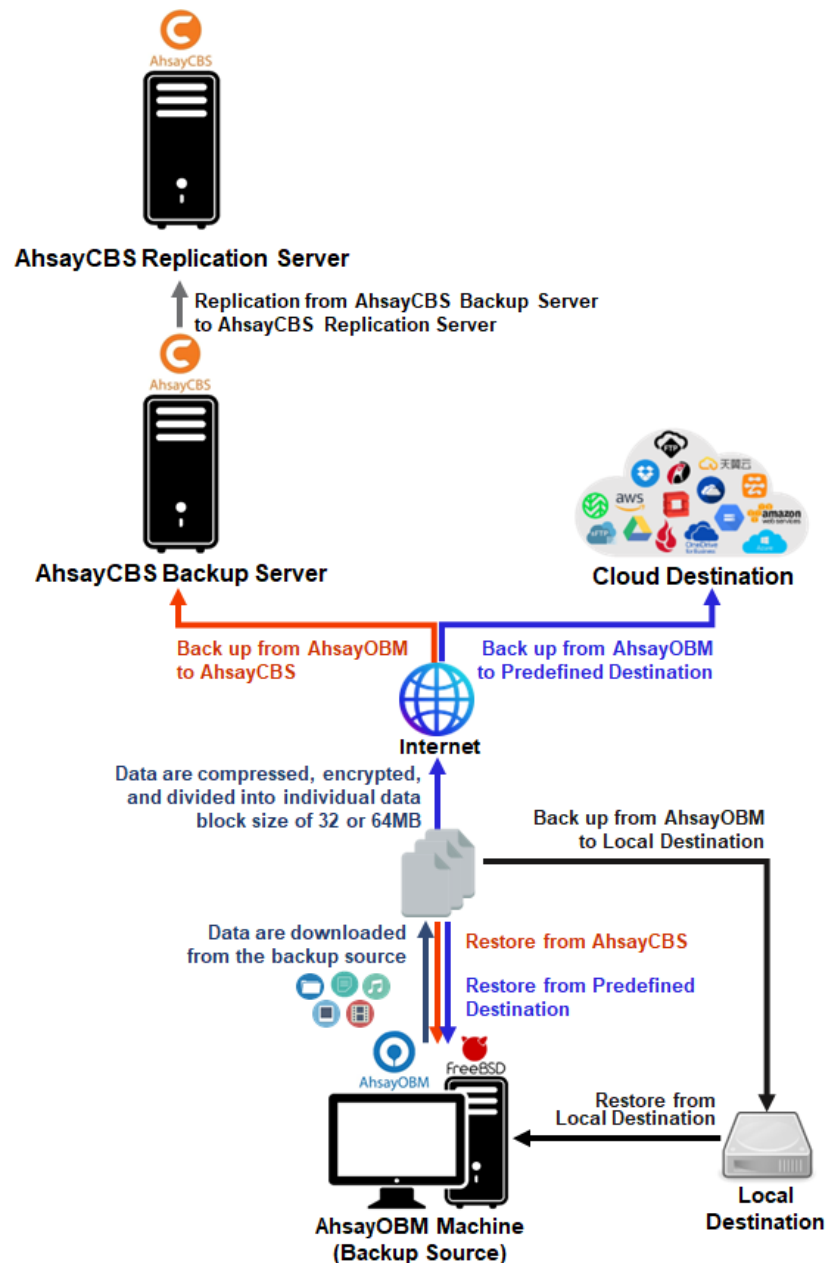 AhsayCBS
AhsayCBS Replication Server
Replication from AhsayCBS Backup Server
to AhsayCBS Replication Server
AhsayCBS
AhsayCBS Backup Server
FTP
天翼云
aws
amazon
web services
sFTP
OneDrive
for Business
Azure
Cloud Destination
Back up from AhsayOBM
to AhsayCBS
Back up from AhsayOBM
to Predefined Destination
Internet
Data are compressed, encrypted,
and divided into individual data
block size of 32 or 64MB
Back up from AhsayOBM
to Local Destination
Data are downloaded
from the backup source
Restore from AhsayCBS
Restore from Predefined
Destination
AhsayOBM
FreeBSD
Restore from
Local Destination
Local
Destination
AhsayOBM Machine
(Backup Source)